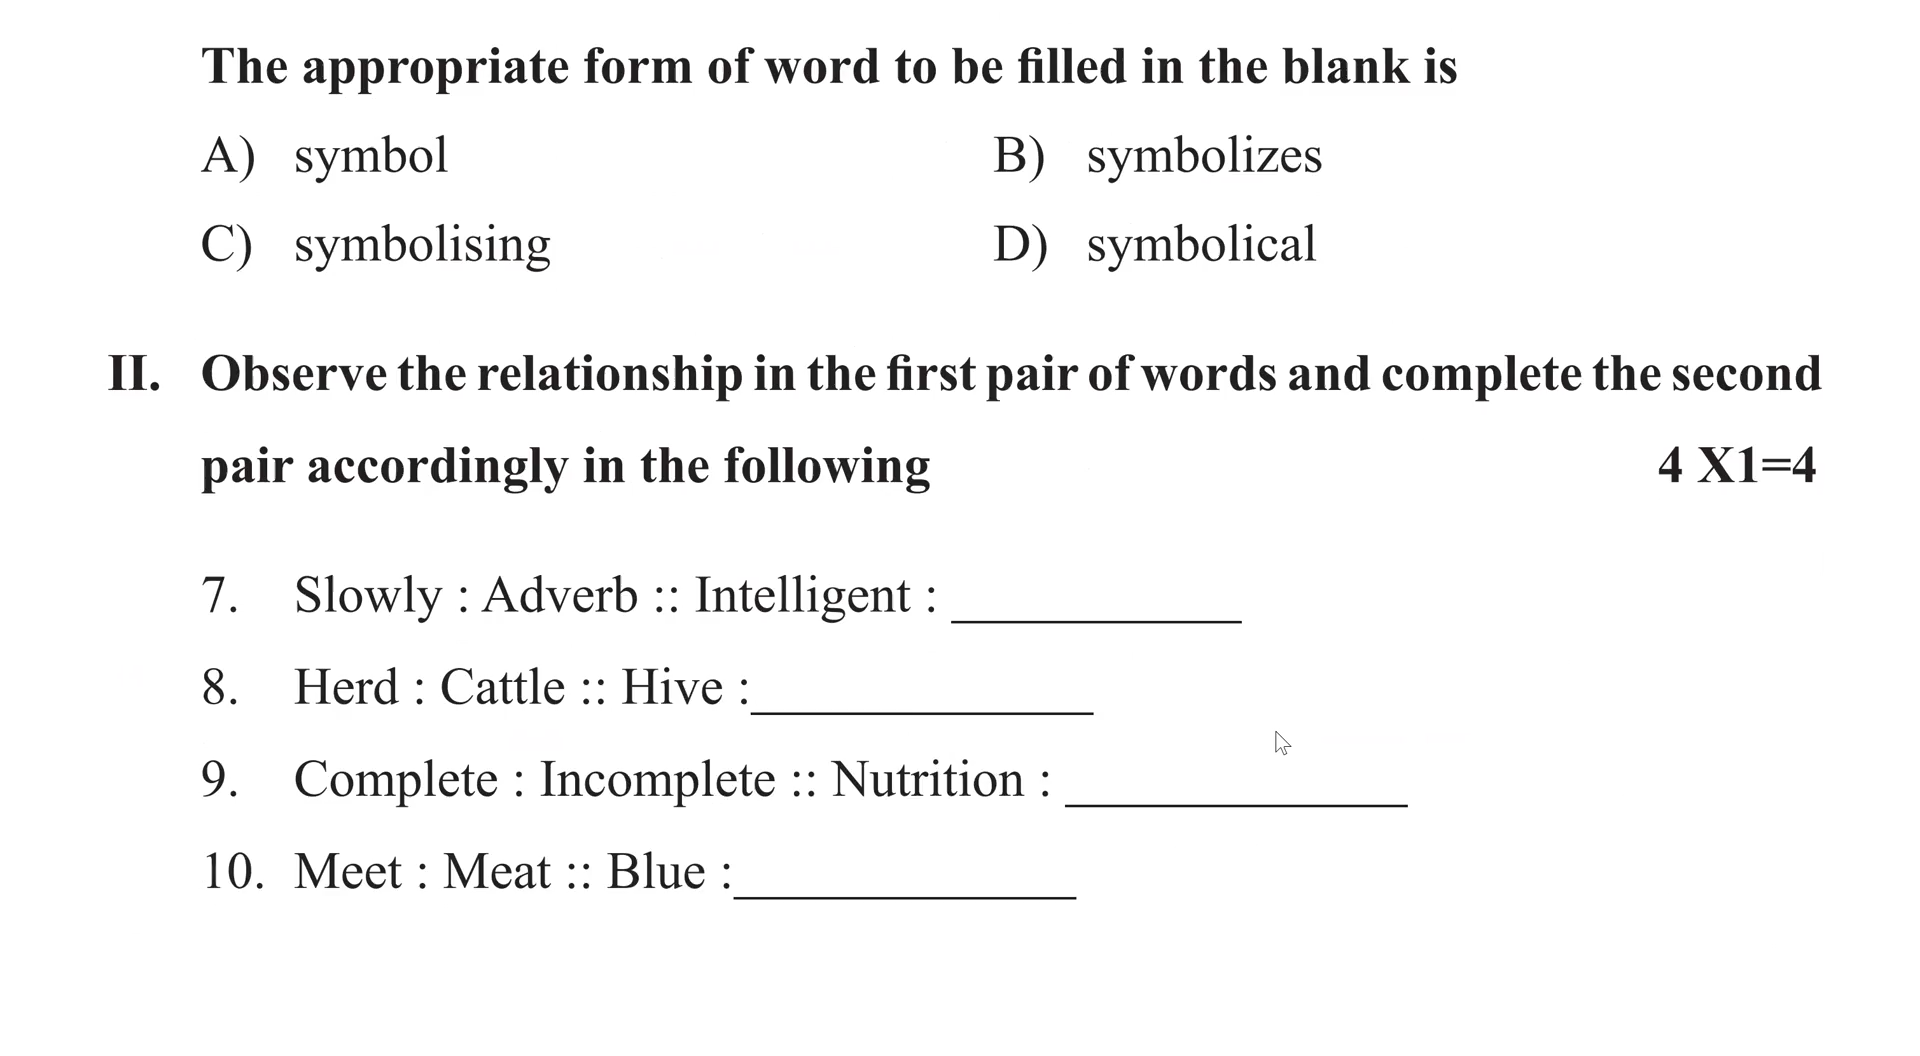 The appropriate form of word to be filled in the blank is
A) symbol B) symbolizes
C) symbolising D) symbolical
II. Observe the relationship in the first pair of words and complete the second
pair accordingly in the following 4 X1=4
7. Slowly : Adverb :: Intelligent : ___________
8. Herd : Cattle :: Hive :_____________
9. Complete : Incomplete :: Nutrition : _____________
10. Meet : Meat :: Blue :_____________